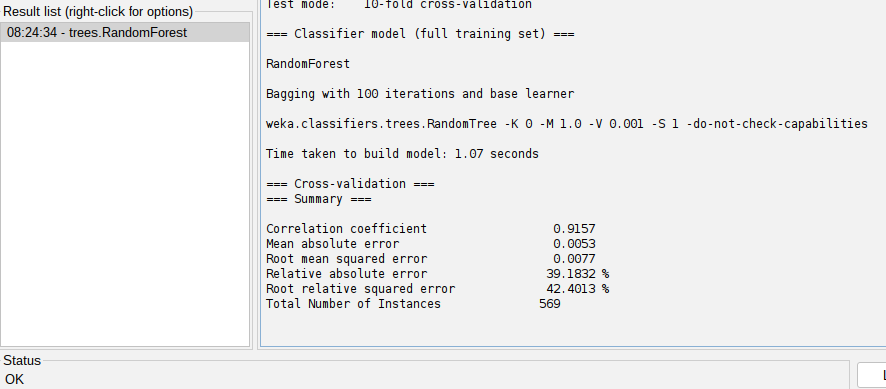 Result list (right-click for options)
08:24:34 - trees.RandomForest
Test mode:    10-fold cross-validation
=== Classifier model (full training set) ===
RandomForest
Bagging with 100 iterations and base learner
weka.classifiers.trees.RandomTree -K 0 -M 1.0 -V 0.001 -S 1 -do-not-check-capabilities
Time taken to build model: 1.07 seconds
=== Cross-validation ===
=== Summary ===
Correlation coefficient                  0.9157
Mean absolute error                      0.0053
Root mean squared error                  0.0077
Relative absolute error                 39.1832 %
Root relative squared error             42.4013 %
Total Number of Instances              569
Status
OK